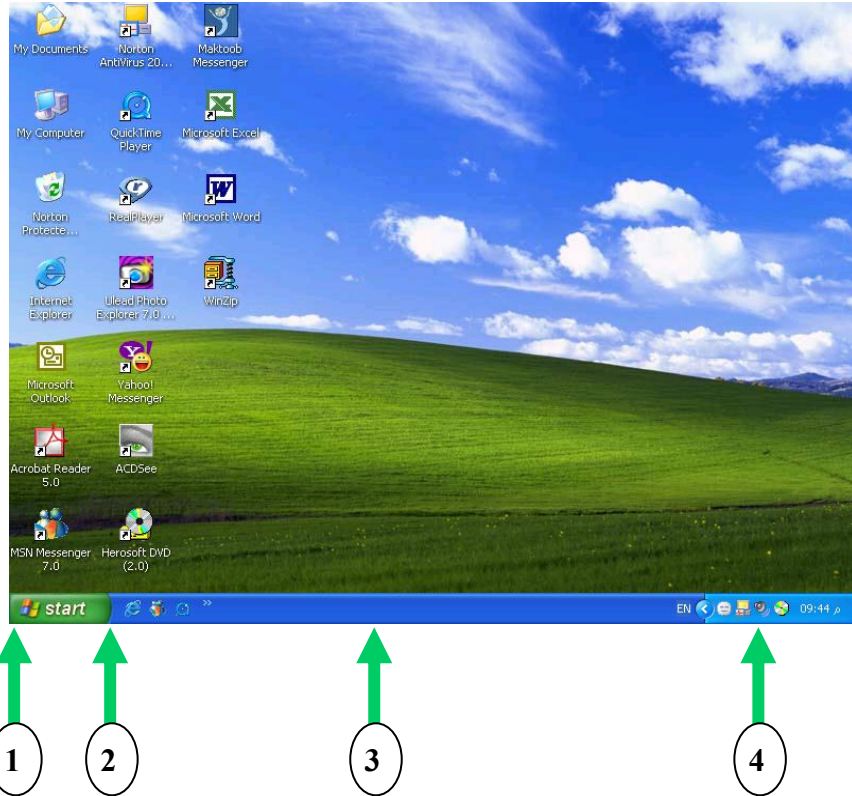 My Documents
Norton
AntiVirus 20...
Maktoob
Messenger
My Computer
QuickTime
Player
Microsoft Excel
Norton
Protecte...
RealPlayer
Microsoft Word
Internet
Explorer
Ulead Photo
Explorer 7.0 ...
WinZip
Microsoft
Outlook
Yahoo!
Messenger
Acrobat Reader
5.0
ACDSee
MSN Messenger
7.0
Herosoft DVD
(2.0)
start
»
EN
09:44 م
1
2
3
4